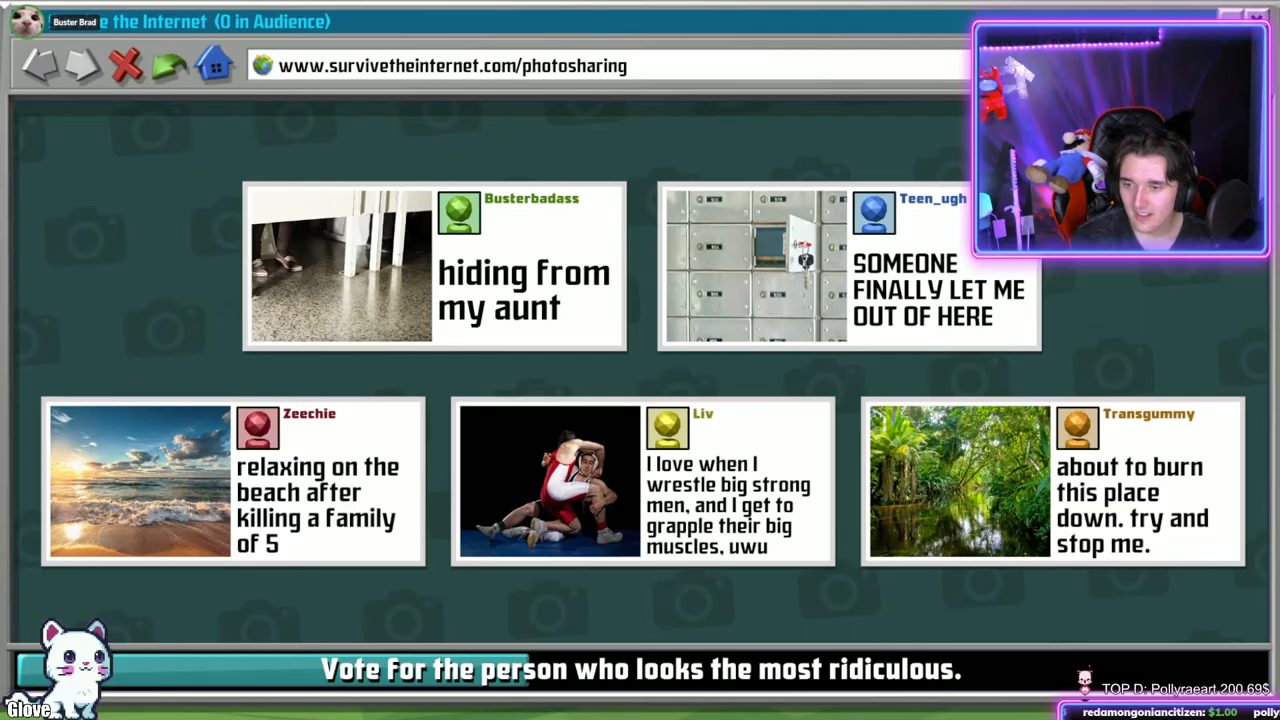 Buster Brad
e the Internet (0 in Audience)
www.survivetheinternet.com/photosharing
Busterbadass
hiding from
my aunt
Teen_ugh
SOMEONE
FINALLY LET ME
OUT OF HERE
Zeechie
relaxing on the
beach after
killing a family
of 5
Liv
I love when I
wrestle big strong
men, and I get to
grapple their big
muscles, uwu
Transgummy
about to burn
this place
down. try and
stop me.
Vote for the person who looks the most ridiculous.
Glove
TOP D: Pollyraeart 200.69$
redamongoniancitizen: $1.00 polly